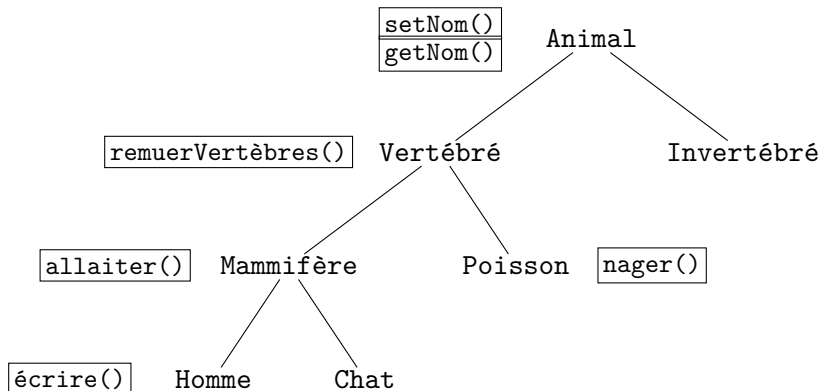 setNom()
getNom()
Animal
remuerVertèbres()
Vertébré
Invertébré
allaiter()
Mammifère
Poisson
nager()
écrire()
Homme
Chat